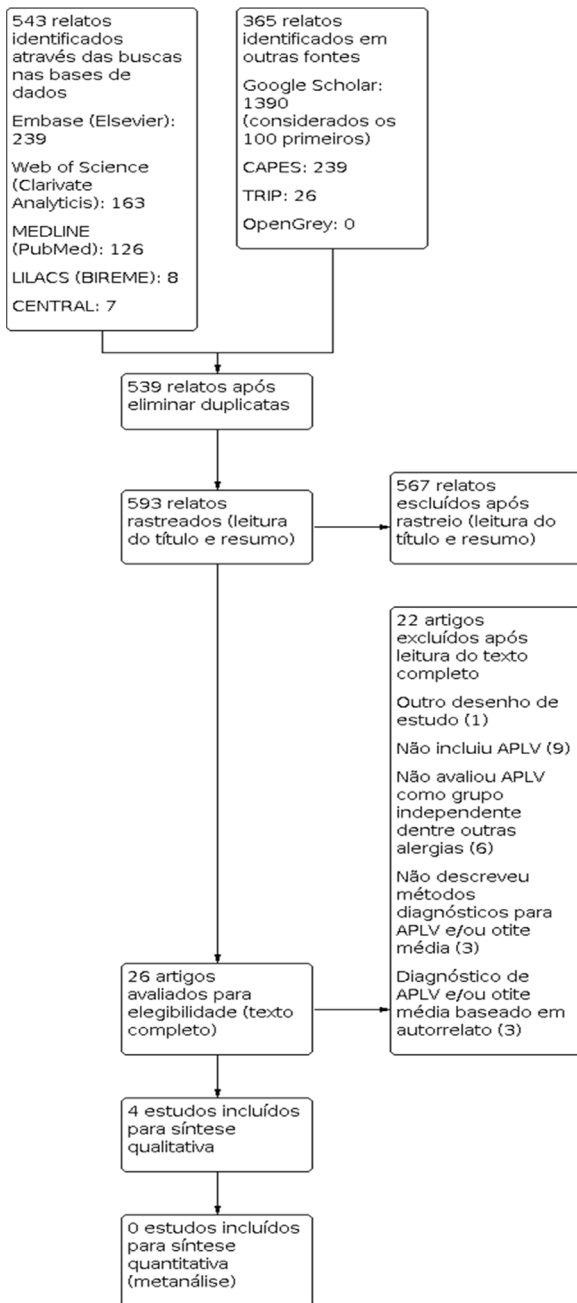 543 relatos
identificados
através das buscas
nas bases de
dados
Embase (Elsevier):
239
Web of Science
(Clarivate
Analyticis): 163
MEDLINE
(PubMed): 126
LILACS (BIREME): 8
CENTRAL: 7
365 relatos
identificados em
outras fontes
Google Scholar:
1390
(considerados os
100 primeiros)
CAPES: 239
TRIP: 26
OpenGrey: 0
539 relatos após
eliminar duplicatas
593 relatos
rastreados (leitura
do título e resumo)
567 relatos
escluídos após
rastreio (leitura do
título e resumo)
22 artigos
excluídos após
leitura do texto
completo
Outro desenho de
estudo (1)
Não incluiu APLV (9)
Não avaliou APLV
como grupo
independente
dentre outras
alergias (6)
Não descreveu
métodos
diagnósticos para
APLV e/ou otite
média (3)
Diagnóstico de
APLV e/ou otite
média baseado em
autorrelato (3)
26 artigos
avaliados para
elegibilidade (texto
completo)
4 estudos incluídos
para síntese
qualitativa
0 estudos incluídos
para síntese
quantitativa
(metanálise)